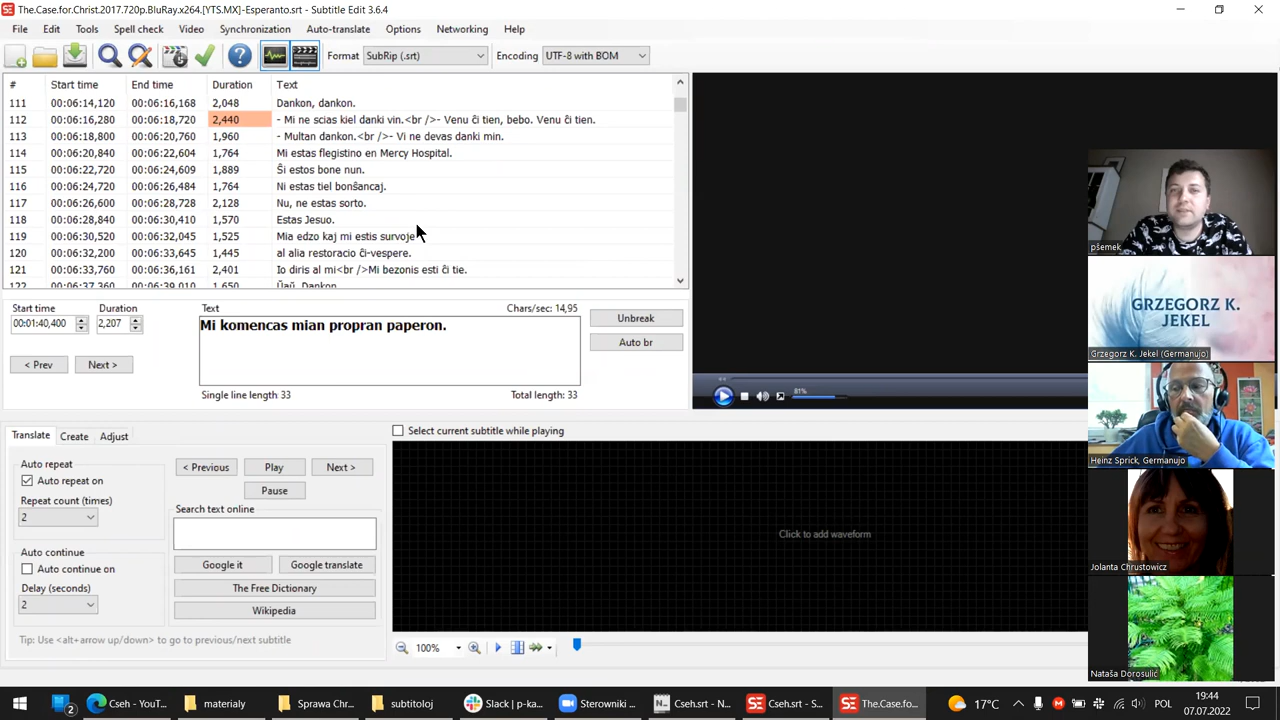 The.Case.for.Christ.2017.720p.BluRay.x264.[YTS.MX]-Esperanto.srt - Subtitle Edit 3.6.4
File Edit Tools Spell check Video Synchronization Auto-translate Options Networking Help
Format SubRip (.srt) Encoding UTF-8 with BOM
# Start time End time Duration Text
111 00:06:14,120 00:06:16,168 2,048 Dankon, dankon.
112 00:06:16,280 00:06:18,720 2,440 - Mi ne scias kiel danki vin.<br />- Venu ĉi tien, bebo. Venu ĉi tien.
113 00:06:18,800 00:06:20,760 1,960 - Multan dankon.<br />- Vi ne devas danki min.
114 00:06:20,840 00:06:22,604 1,764 Mi estas flegistino en Mercy Hospital.
115 00:06:22,720 00:06:24,609 1,889 Ŝi estos bone nun.
116 00:06:24,720 00:06:26,484 1,764 Ni estas tiel bonŝancaj.
117 00:06:26,600 00:06:28,728 2,128 Nu, ne estas sorto.
118 00:06:28,840 00:06:30,410 1,570 Estas Jesuo.
119 00:06:30,520 00:06:32,045 1,525 Mia edzo kaj mi estis survoje
120 00:06:32,200 00:06:33,645 1,445 al alia restoracio ĉi-vespere.
121 00:06:33,760 00:06:36,161 2,401 Io diris al mi<br />Mi bezonis esti ĉi tie.
122 00:06:37,360 00:06:39,010 1,650 Ŭaŭ. Dankon.
Start time Duration Text Chars/sec: 14,95
00:01:40,400 2,207
Mi komencas mian propran paperon.
Unbreak
Auto br
< Prev Next >
Single line length: 33 Total length: 33
81%
Translate Create Adjust
Select current subtitle while playing
Auto repeat
Auto repeat on
Repeat count (times)
2
Auto continue
Auto continue on
Delay (seconds)
2
< Previous Play Next >
Pause
Search text online
Google it Google translate
The Free Dictionary
Wikipedia
Tip: Use <alt+arrow up/down> to go to previous/next subtitle
Click to add waveform
100%
pšemek
GRZEGORZ K.
JEKEL
Grzegorz K. Jekel (Germanujo)
Heinz Sprick, Germanujo
Jolanta Chrustowicz
Nataša Dorosulić
2 Cseh - YouT... materialy Sprawa Chr... subtitoloj Slack | p-ka... Sterowniki ... Cseh.srt - N... Cseh.srt - S... The.Case.fo... 17°C POL 19:44
07.07.2022